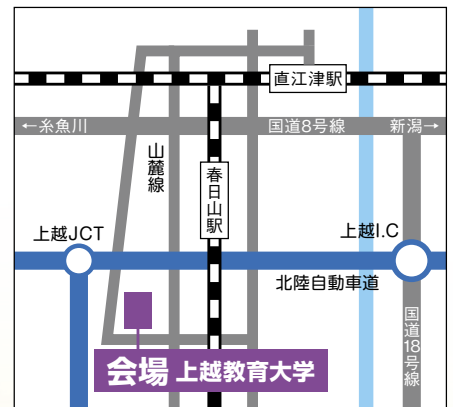 直江津駅
←糸魚川
国道8号線
新潟→
山麓線
春日山駅
上越JCT
上越I.C
北陸自動車道
国道18号線
会場 上越教育大学